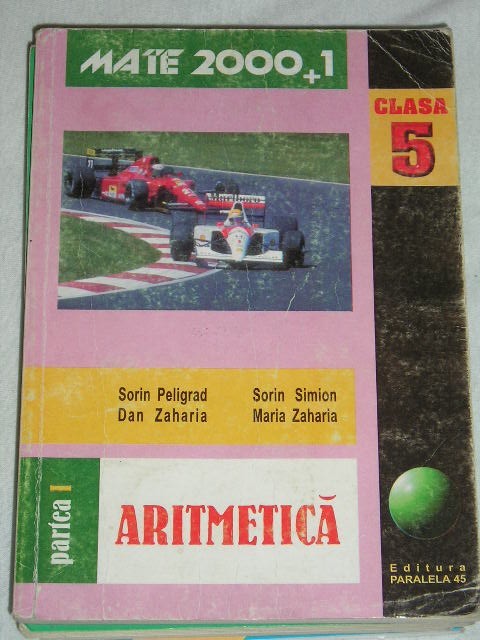 MATE 2000+1
CLASA
5
Sorin Peligrad
Sorin Simion
Dan Zaharia
Maria Zaharia
partea I
ARITMETICĂ
Editura
PARALELA 45